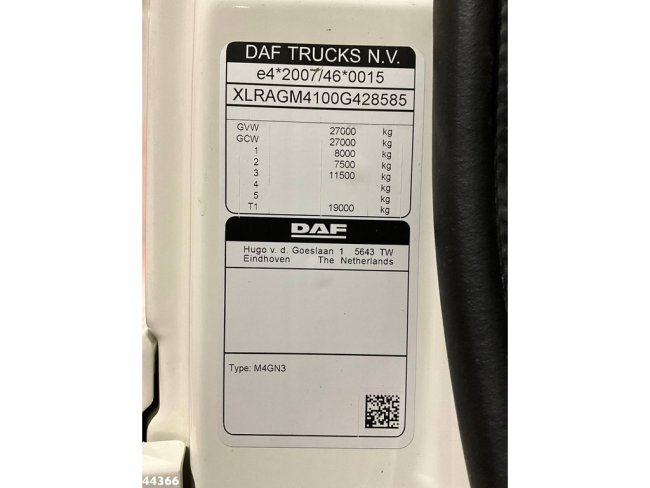 DAF TRUCKS N.V.
e4*2007/46*0015
XLRAGM4100G428585
GVW 27000 kg
GCW 27000 kg
1 8000 kg
2 7500 kg
3 11500 kg
4 kg
5 kg
T1 19000 kg
DAF
Hugo v. d. Goeslaan 1 5643 TW
Eindhoven The Netherlands
Type: M4GN3
44366